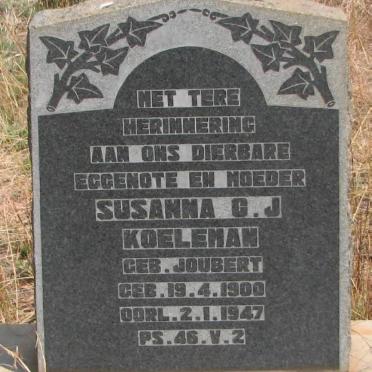 MET TERE
HERINNERING
AAN ONS DIERBARE
EGGENOTE EN MOEDER
SUSANNA C.J
KOELEMAN
GEB. JOUBERT
GEB. 19.4.1900
OORL. 2.1.1947
PS. 46. V. 2